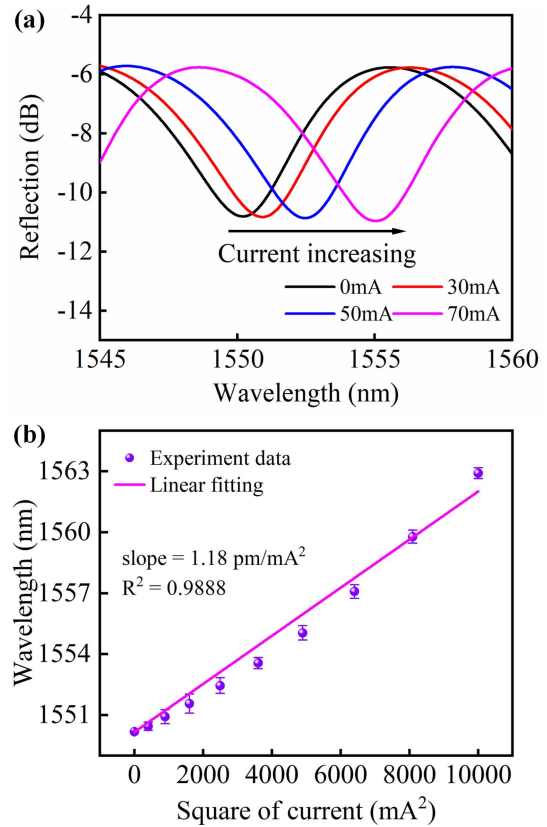 (a)
-4
-6
-8
-10
-12
-14
Reflection (dB)
Current increasing
0mA 30mA
50mA 70mA
1545 1550 1555 1560
Wavelength (nm)
(b)
1563
1560
1557
1554
1551
Wavelength (nm)
Experiment data
Linear fitting
slope = 1.18 pm/mA²
R² = 0.9888
0 2000 4000 6000 8000 10000
Square of current (mA²)